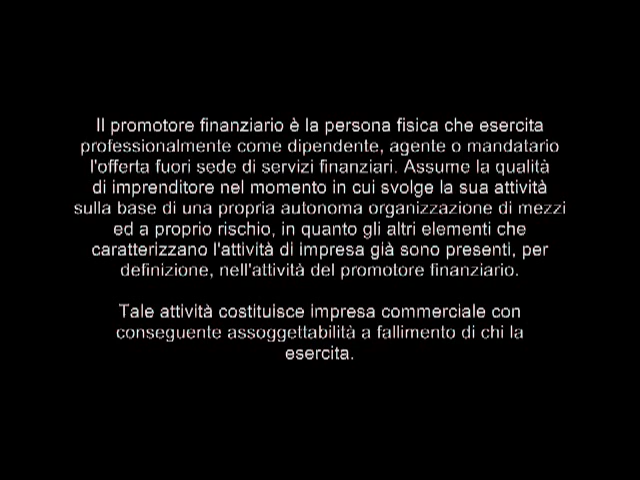 Il promotore finanziario è la persona fisica che esercita
professionalmente come dipendente, agente o mandatario
l'offerta fuori sede di servizi finanziari. Assume la qualità
di imprenditore nel momento in cui svolge la sua attività
sulla base di una propria autonoma organizzazione di mezzi
ed a proprio rischio, in quanto gli altri elementi che
caratterizzano l'attività di impresa già sono presenti, per
definizione, nell'attività del promotore finanziario.
Tale attività costituisce impresa commerciale con
conseguente assoggettabilità a fallimento di chi la
esercita.